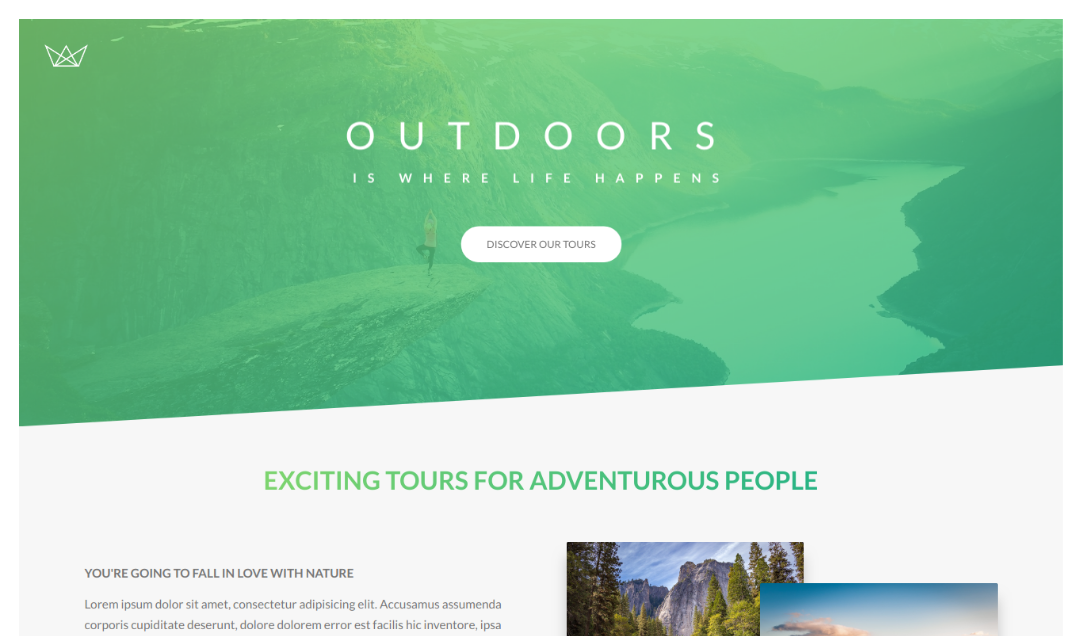 OUTDOORS
IS WHERE LIFE HAPPENS
DISCOVER OUR TOURS
EXCITING TOURS FOR ADVENTUROUS PEOPLE
YOU'RE GOING TO FALL IN LOVE WITH NATURE
Lorem ipsum dolor sit amet, consectetur adipisicing elit. Accusamus assumenda
corporis cupiditate deserunt, dolore dolorem error est facilis hic inventore, ipsa